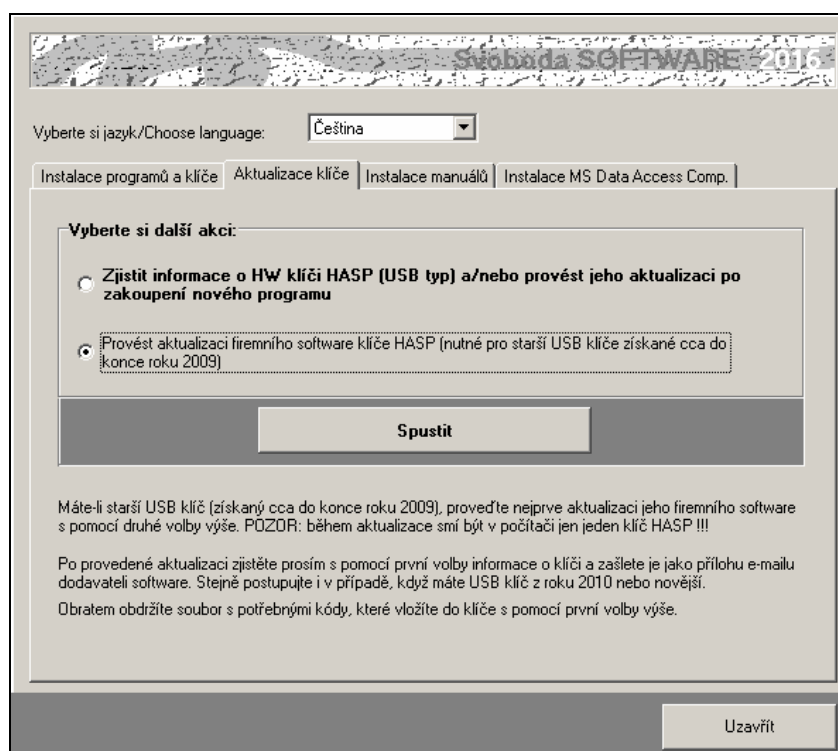 Svoboda SOFTWARE 2016
Vyberte si jazyk/Choose language: Čeština
Instalace programů a klíče Aktualizace klíče Instalace manuálů Instalace MS Data Access Comp.
Vyberte si další akci:
Zjistit informace o HW klíči HASP (USB typ) a/nebo provést jeho aktualizaci po
zakoupení nového programu
Provést aktualizaci firemního software klíče HASP (nutné pro starší USB klíče získané cca do
konce roku 2009)
Spustit
Máte-li starší USB klíč (získaný cca do konce roku 2009), proveďte nejprve aktualizaci jeho firemního software
s pomocí druhé volby výše. POZOR: během aktualizace smí být v počítači jen jeden klíč HASP !!!
Po provedené aktualizaci zjistěte prosím s pomocí první volby informace o klíči a zašlete je jako přílohu e-mailu
dodavateli software. Stejně postupujte i v případě, když máte USB klíč z roku 2010 nebo novější.
Obratem obdržíte soubor s potřebnými kódy, které vložíte do klíče s pomocí první volby výše.
Uzavřít